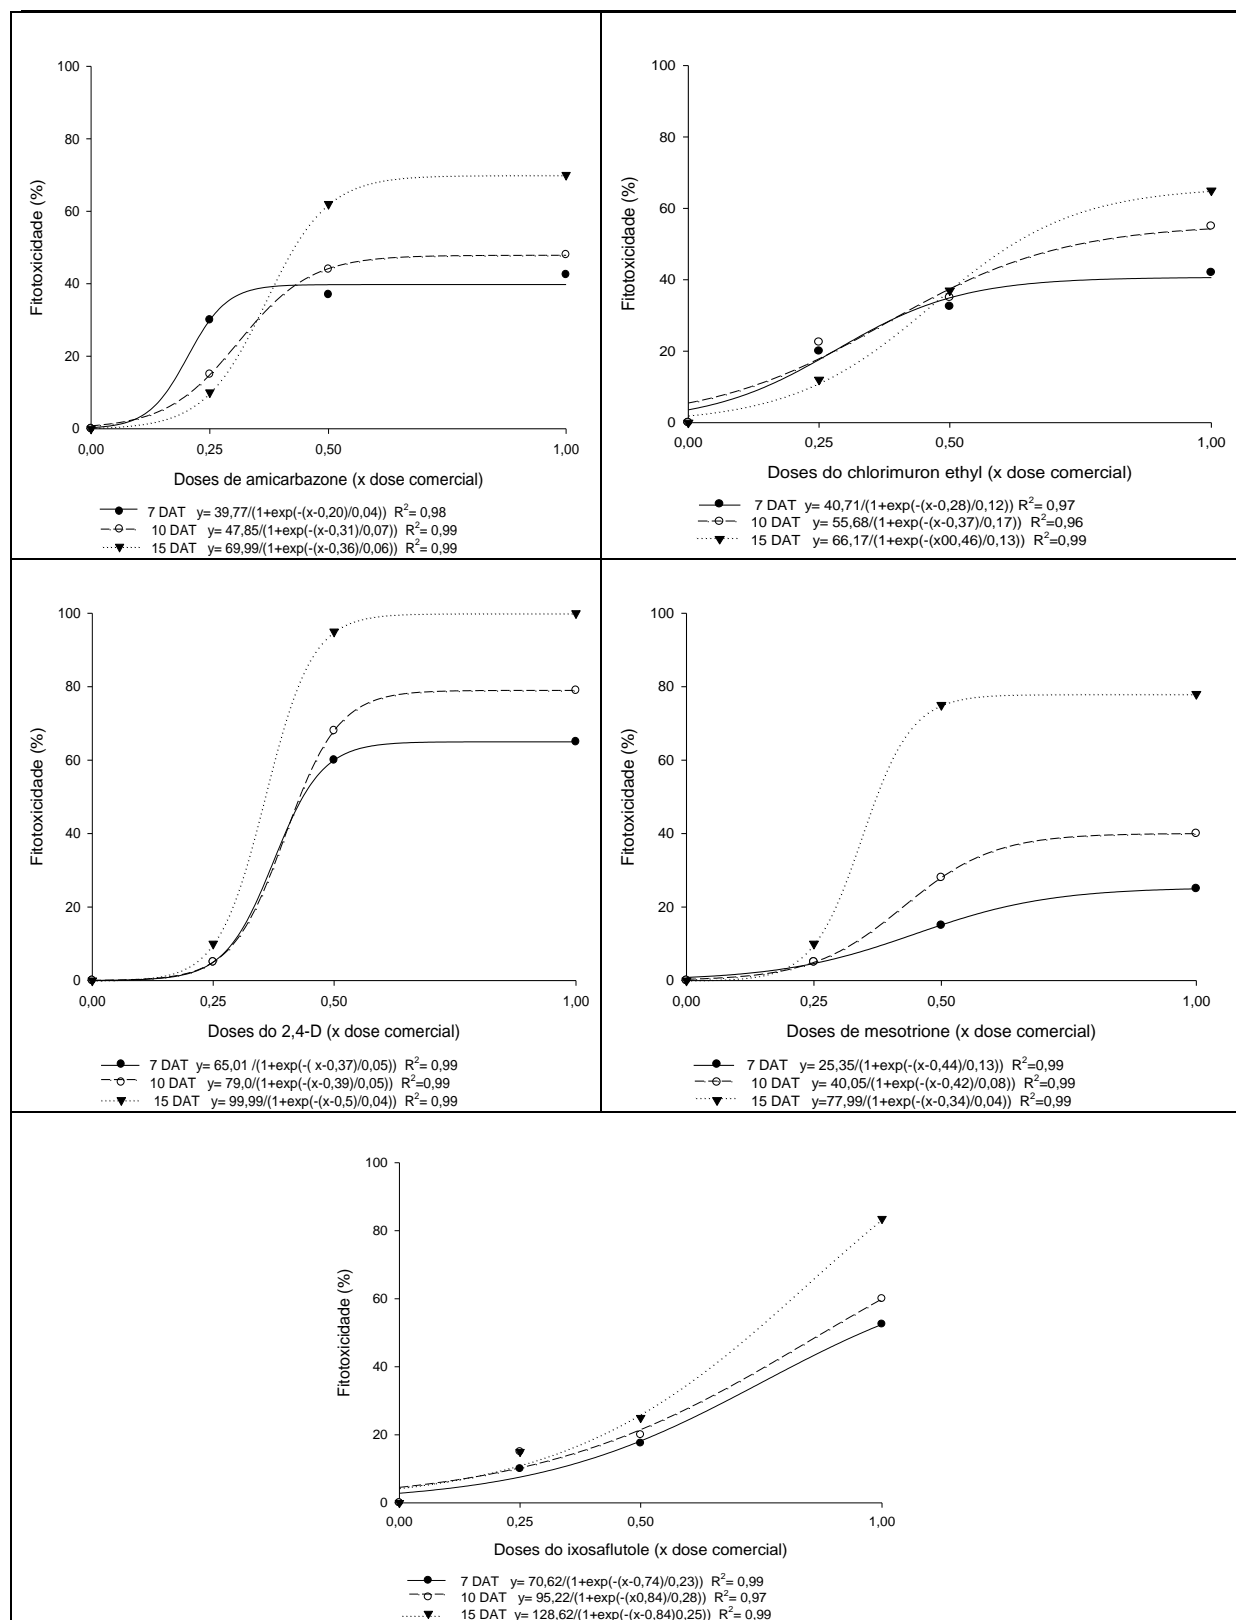 100
80
60
40
20
0
Fitotoxicidade (%)
0,00 0,25 0,50 1,00
Doses de amicarbazone (x dose comercial)
7 DAT y= 39,77/(1+exp(-(x-0,20)/0,04)) R2= 0,98
10 DAT y= 47,85/(1+exp(-(x-0,31)/0,07)) R2= 0,99
15 DAT y= 69,99/(1+exp(-(x-0,36)/0,06)) R2= 0,99
100
80
60
40
20
0
Fitotoxicidade (%)
0,00 0,25 0,50 1,00
Doses do chlorimuron ethyl (x dose comercial)
7 DAT y= 40,71/(1+exp(-(x-0,28)/0,12)) R2= 0,97
10 DAT y= 55,68/(1+exp(-(x-0,37)/0,17)) R2=0,96
15 DAT y= 66,17/(1+exp(-(x00,46)/0,13)) R2=0,99
100
80
60
40
20
0
Fitotoxicidade (%)
0,00 0,25 0,50 1,00
Doses do 2,4-D (x dose comercial)
7 DAT y= 65,01 /(1+exp(-( x-0,37)/0,05)) R2= 0,99
10 DAT y= 79,0/(1+exp(-(x-0,39)/0,05)) R2=0,99
15 DAT y= 99,99/(1+exp(-(x-0,5)/0,04)) R2= 0,99
100
80
60
40
20
0
Fitotoxicidade (%)
0,00 0,25 0,50 1,00
Doses de mesotrione (x dose comercial)
7 DAT y= 25,35/(1+exp(-(x-0,44)/0,13)) R2=0,99
10 DAT y= 40,05/(1+exp(-(x-0,42)/0,08)) R2=0,99
15 DAT y=77,99/(1+exp(-(x-0,34)/0,04)) R2=0,99
100
80
60
40
20
0
Fitotoxicidade (%)
0,00 0,25 0,50 1,00
Doses do ixosaflutole (x dose comercial)
7 DAT y= 70,62/(1+exp(-(x-0,74)/0,23)) R2= 0,99
10 DAT y= 95,22/(1+exp(-(x0,84)/0,28)) R2= 0,97
15 DAT y= 128,62/(1+exp(-(x-0,84)0,25)) R2= 0,99